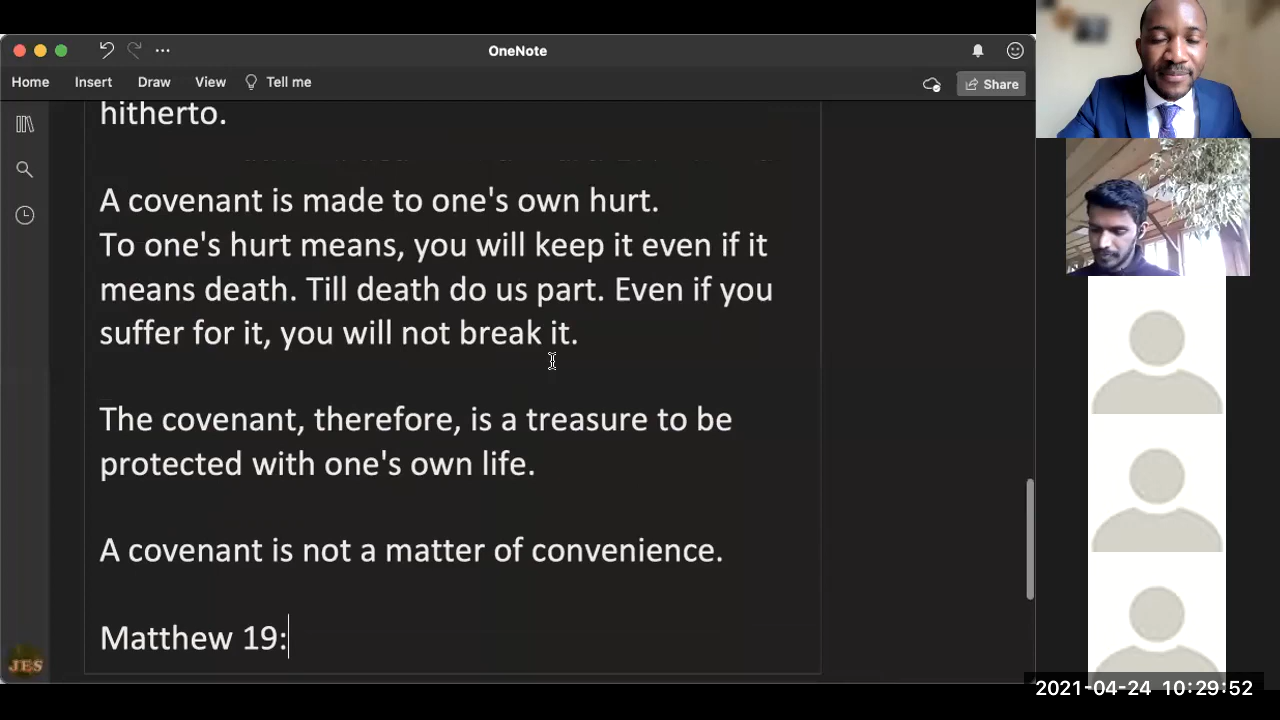 OneNote
Home Insert Draw View Tell me Share
hitherto.
A covenant is made to one's own hurt.
To one's hurt means, you will keep it even if it
means death. Till death do us part. Even if you
suffer for it, you will not break it.
The covenant, therefore, is a treasure to be
protected with one's own life.
A covenant is not a matter of convenience.
Matthew 19:
JES
2021-04-24 10:29:52